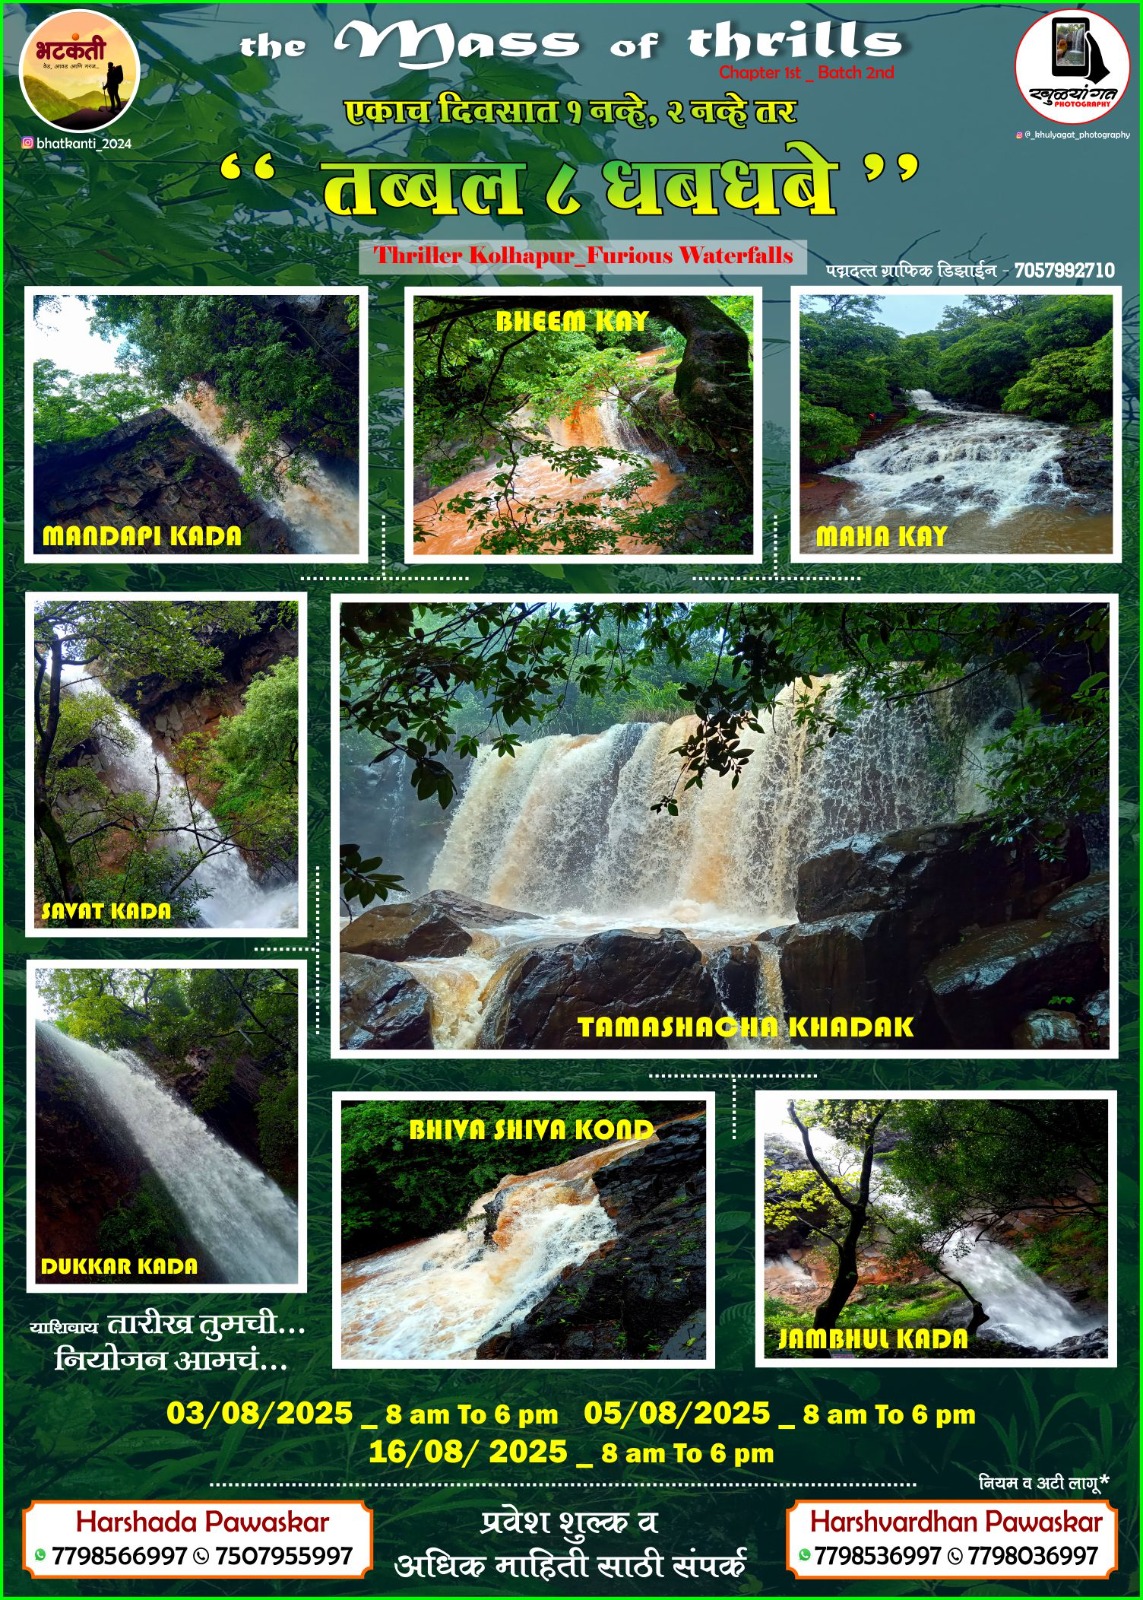 भटकंती
वेड, आवड आणि गरज..
bhatkanti_2024
the Mass of thrills
Chapter 1st _ Batch 2nd
खुळ्यांगत
PHOTOGRAPHY
@_khulyagat_photography
एकाच दिवसात १ नव्हे, २ नव्हे तर
“ तब्बल ८ धबधबे ”
Thriller Kolhapur_Furious Waterfalls
पद्मदत्त ग्राफिक डिझाईन - 7057992710
MANDAPI KADA
BHEEM KAY
MAHA KAY
SAVAT KADA
TAMASHACHA KHADAK
DUKKAR KADA
BHIVA SHIVA KOND
JAMBHUL KADA
याशिवाय तारीख तुमची...
नियोजन आमचं...
03/08/2025 _ 8 am To 6 pm 05/08/2025 _ 8 am To 6 pm
16/08/ 2025 _ 8 am To 6 pm
नियम व अटी लागू*
Harshada Pawaskar
7798566997 7507955997
प्रवेश शुल्क व
अधिक माहिती साठी संपर्क
Harshvardhan Pawaskar
7798536997 7798036997